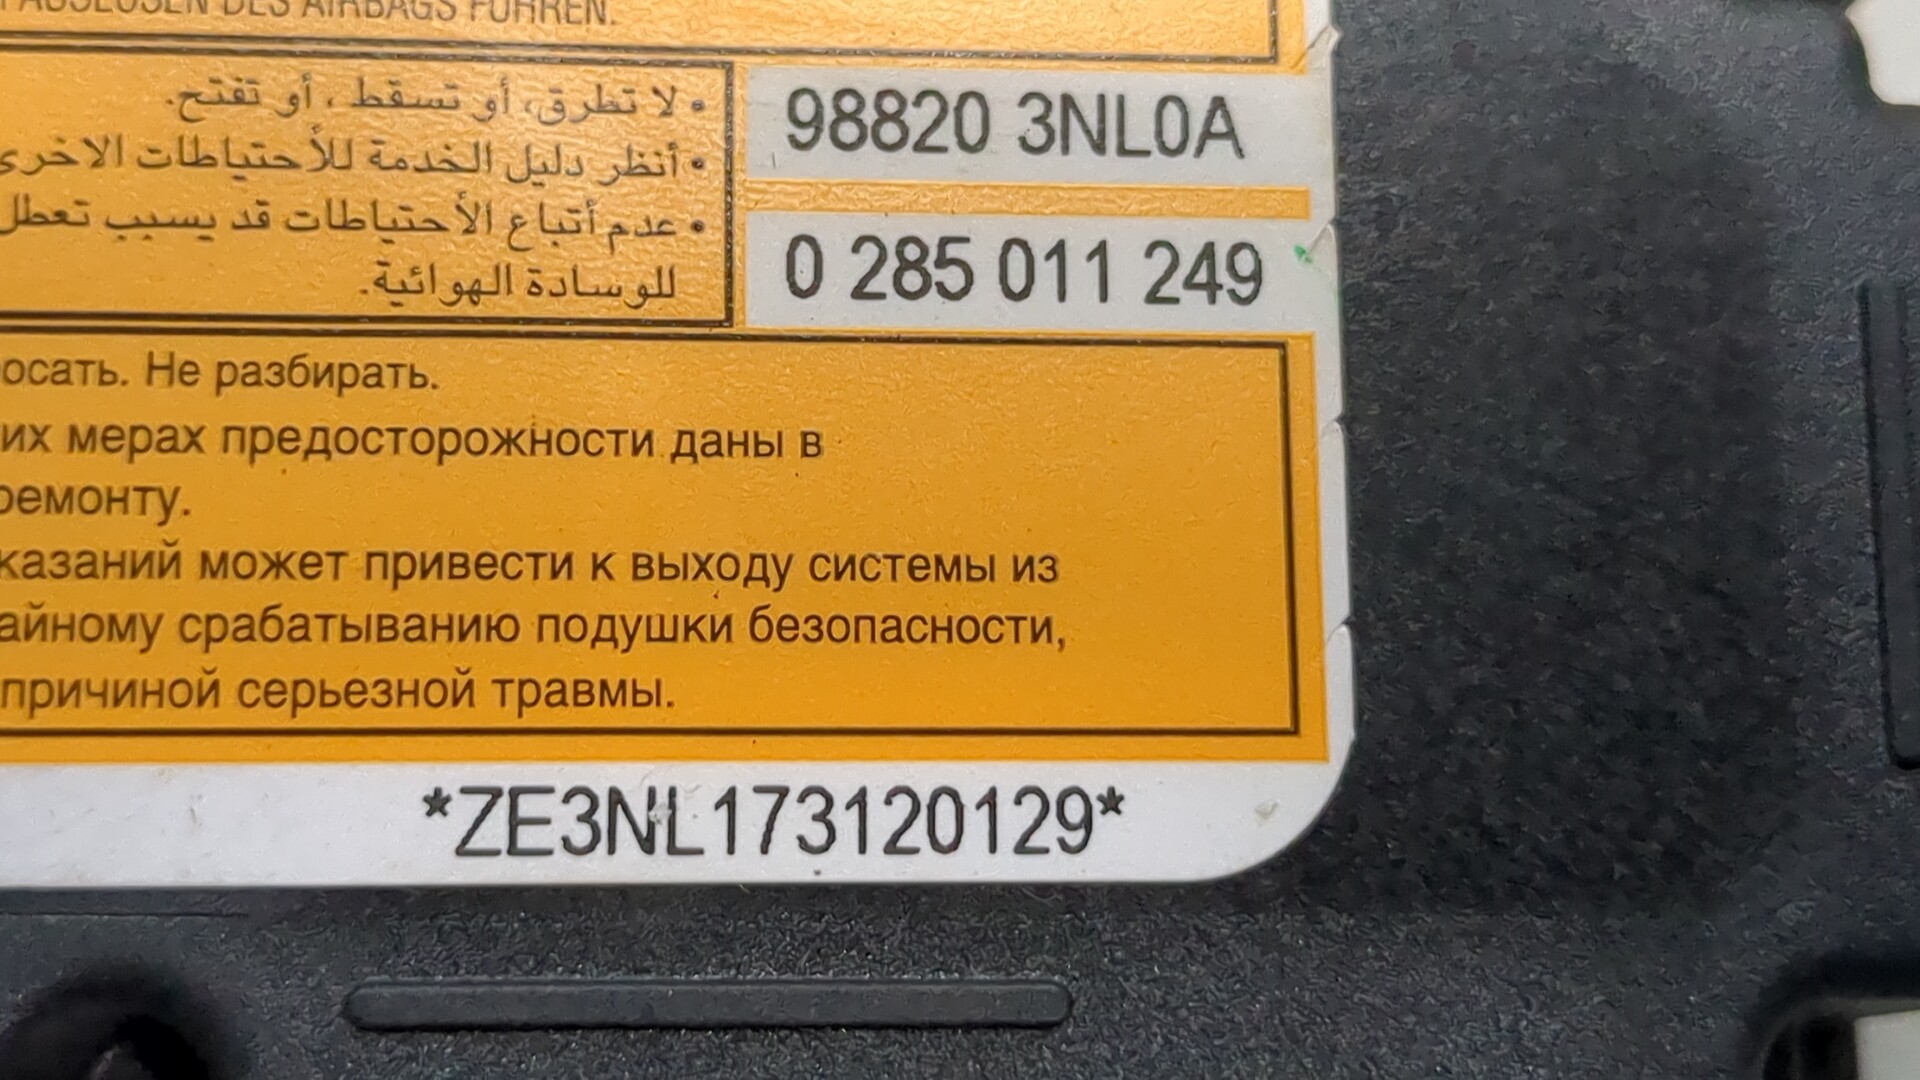 AUSLÖSEN DES AIRBAGS FÜHREN.
• لا تطرق، أو تسقط ، أو تفتح.
• أنظر دليل الخدمة للأحتياطات الاخرى
• عدم أتباع الأحتياطات قد يسبب تعطل
للوسادة الهوائية.
98820 3NL0A
0 285 011 249
осать. Не разбирать.
их мерах предосторожности даны в
ремонту.
казаний может привести к выходу системы из
айному срабатыванию подушки безопасности,
причиной серьезной травмы.
*ZE3NL173120129*